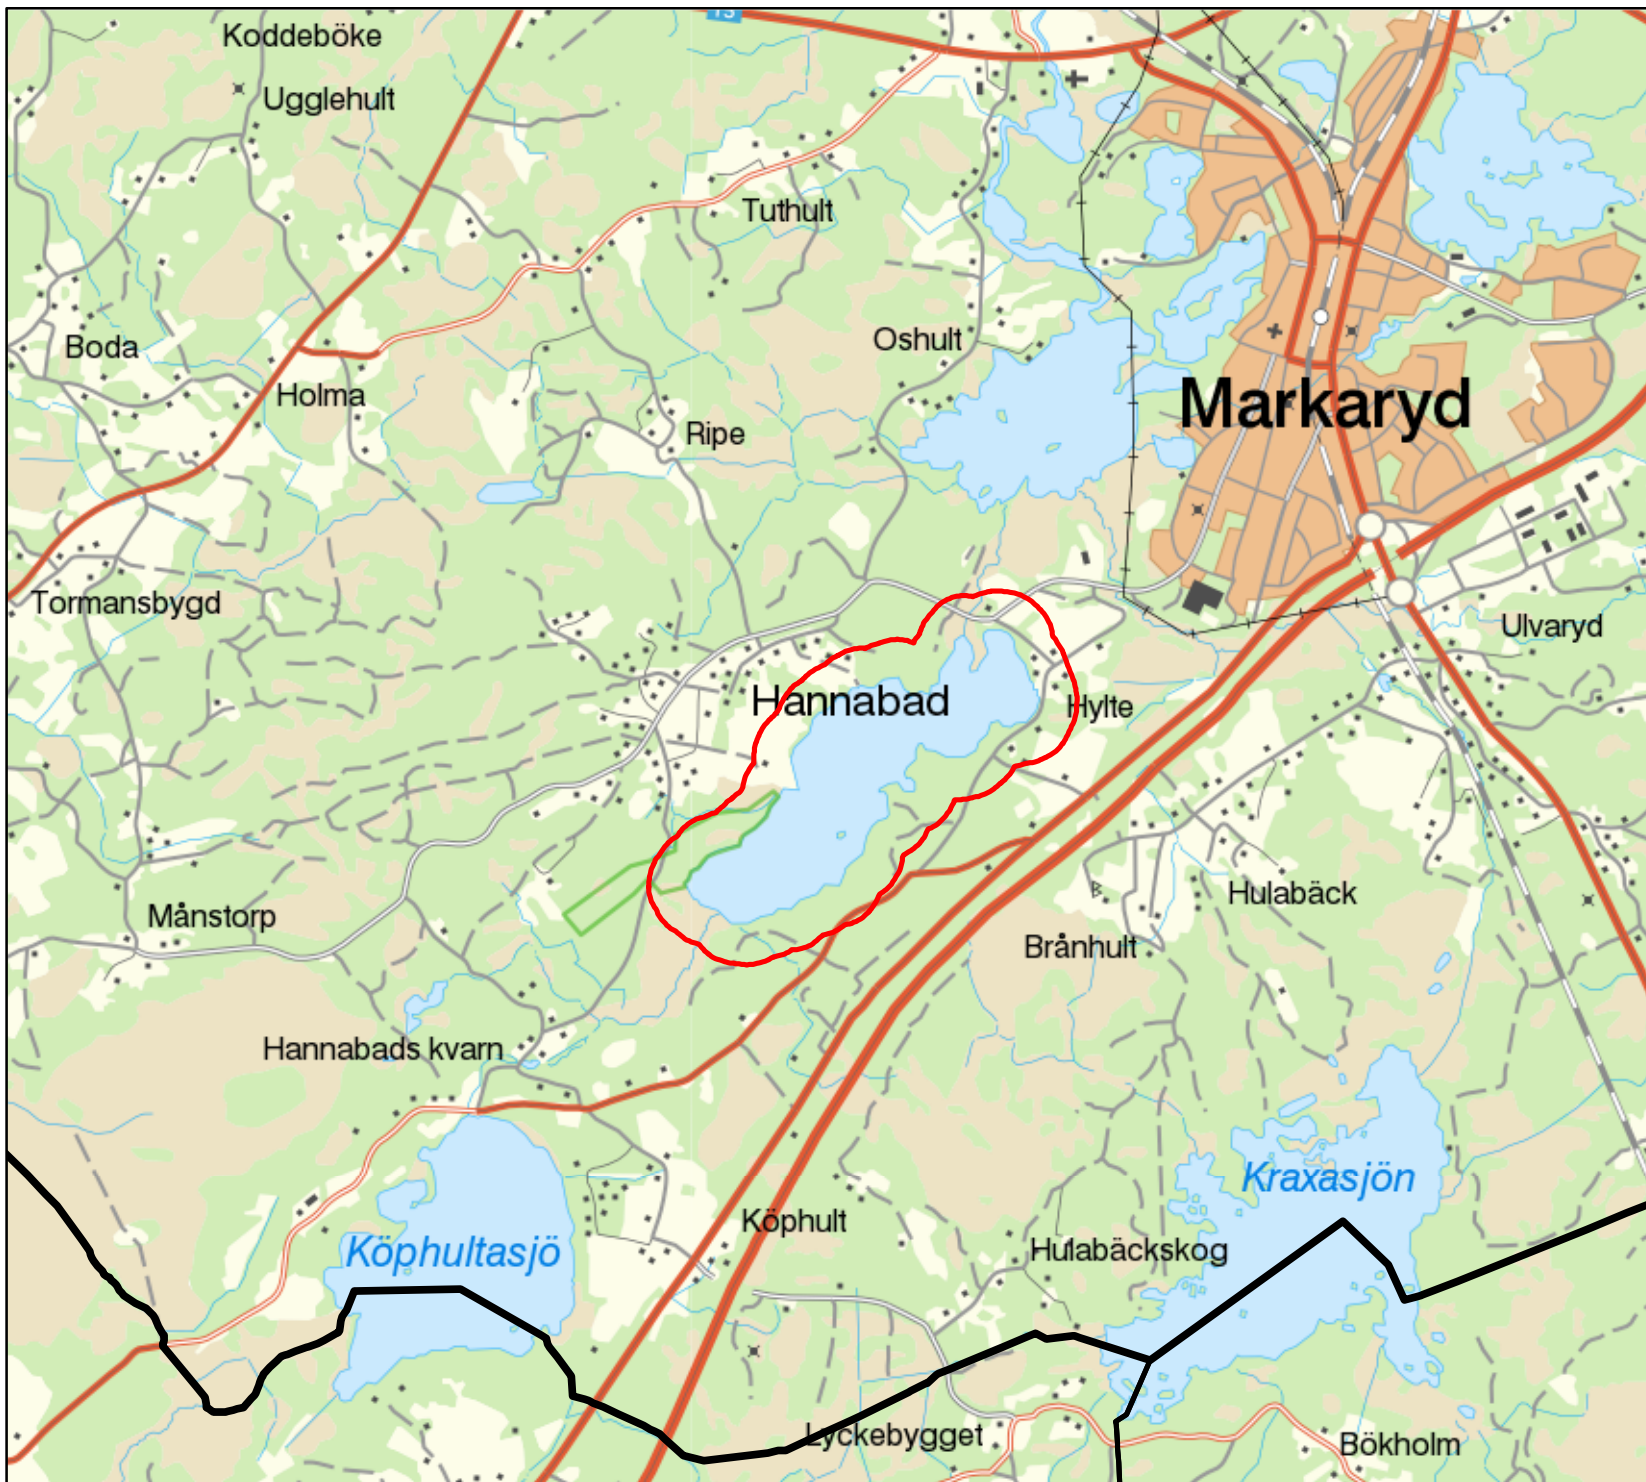 15
Koddeböke
Ugglehult
Tuthult
Boda
Oshult
Holma
Markaryd
Ripe
Tormansbygd
Ulvaryd
Hannabad
Hylte
Hulabäck
Månstorp
Brånhult
Hannabads kvarn
Kraxasjön
Köphult
Köphultasjö
Hulabäckskog
Lyckebygget
Bökholm